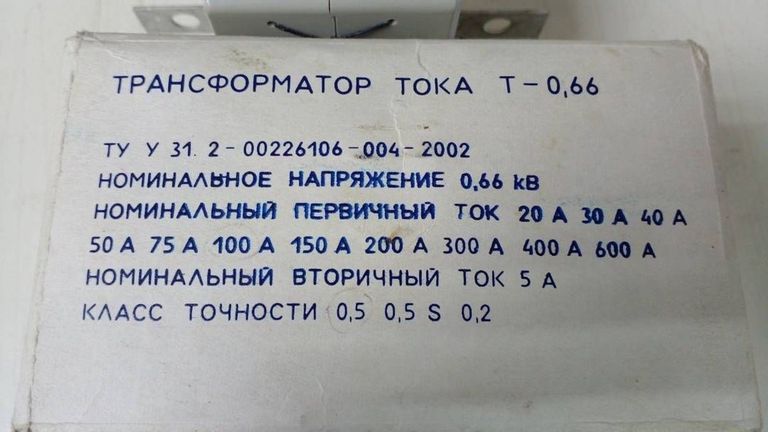 ТРАНСФОРМАТОР ТОКА Т-0,66
ТУ У 31. 2-00226106-004-2002
НОМИНАЛЬНОЕ НАПРЯЖЕНИЕ 0,66 kВ
НОМИНАЛЬНЫЙ ПЕРВИЧНЫЙ ТОК 20 А 30 А 40 А
50 А 75 А 100 А 150 А 200 А 300 А 400 А 600 А
НОМИНАЛЬНЫЙ ВТОРИЧНЫЙ ТОК 5 А
КЛАСС ТОЧНОСТИ 0,5 0,5 S 0,2